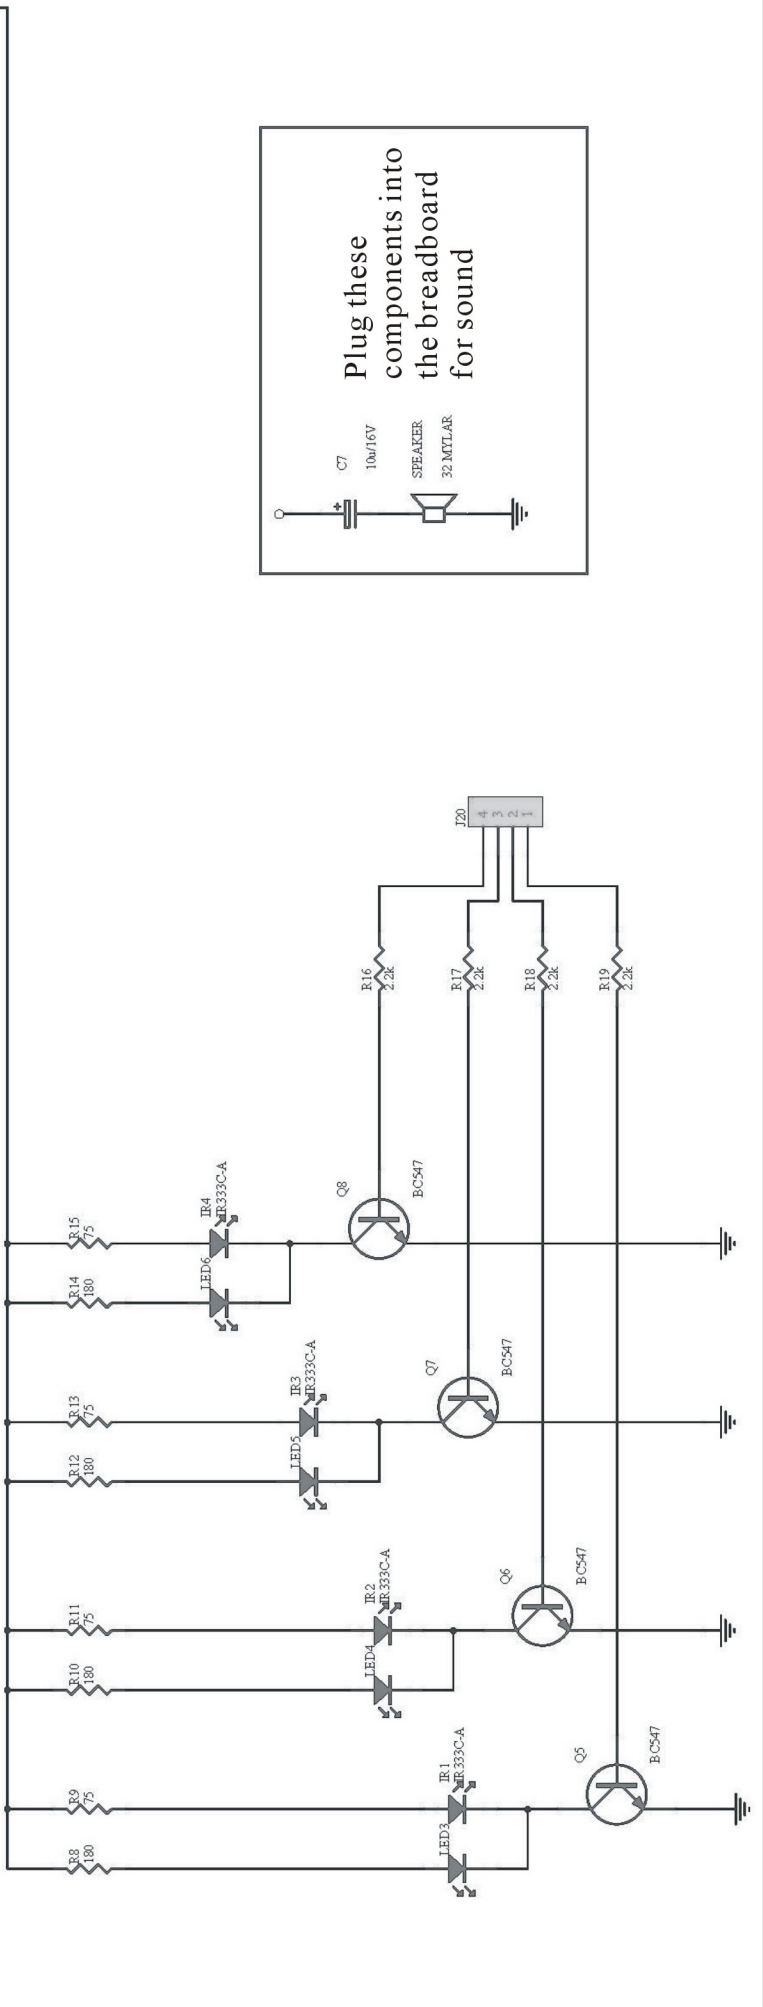 Plug these
components into
the breadboard
for sound
C7
10u/16V
SPEAKER
32 MYLAR
J20
4
3
2
1
R16
2.2k
R17
2.2k
R18
2.2k
R19
2.2k
R15
75
IR4
IR333C-A
Q8
BC547
R14
180
LED6
R13
75
IR3
IR333C-A
Q7
BC547
R12
180
LED5
R11
75
IR2
IR333C-A
Q6
BC547
R10
180
LED4
R9
75
IR1
IR333C-A
Q5
BC547
R8
180
LED3
+